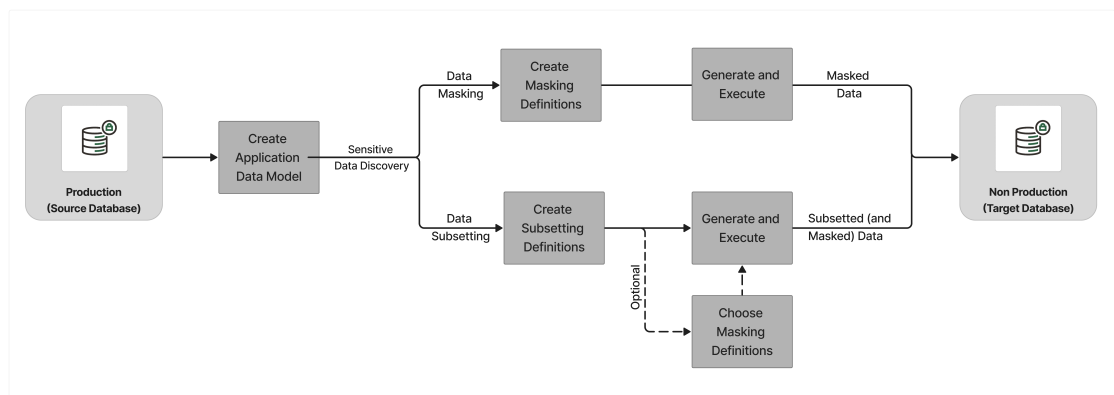 Production
(Source Database)
Create
Application
Data Model
Sensitive
Data Discovery
Data
Masking
Create
Masking
Definitions
Generate and
Execute
Masked
Data
Data
Subsetting
Create
Subsetting
Definitions
Optional
Generate and
Execute
Choose
Masking
Definitions
Subsetted (and
Masked) Data
Non Production
(Target Database)